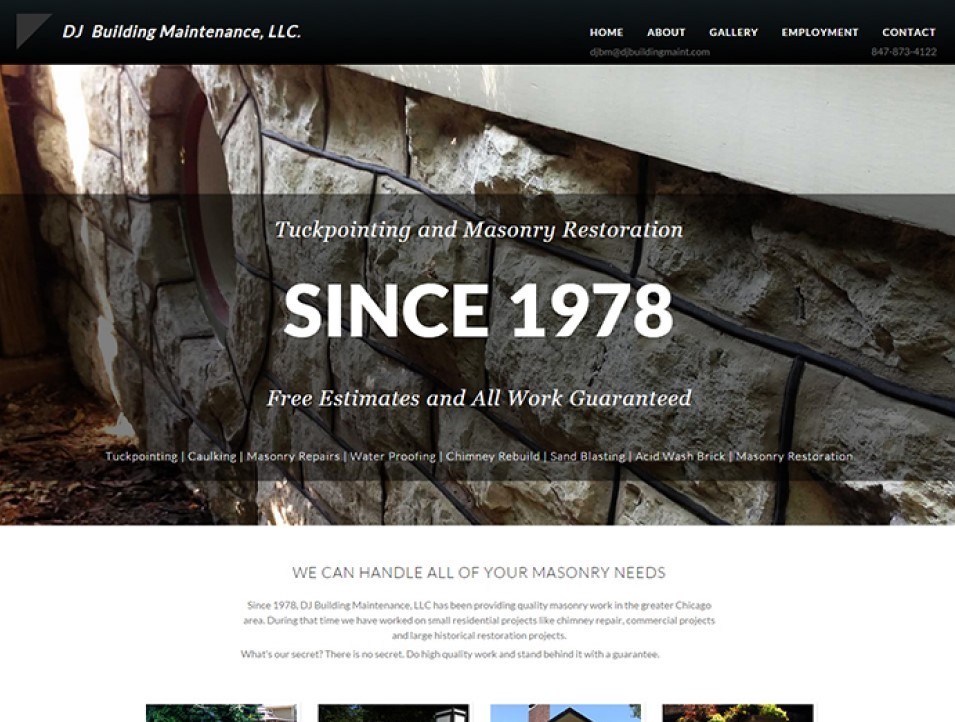 DJ Building Maintenance, LLC.
HOME ABOUT GALLERY EMPLOYMENT CONTACT
djbm@djbuildingmaint.com 847-873-4122
Tuckpointing and Masonry Restoration
SINCE 1978
Free Estimates and All Work Guaranteed
Tuckpointing | Caulking | Masonry Repairs | Water Proofing | Chimney Rebuild | Sand Blasting | Acid Wash Brick | Masonry Restoration
WE CAN HANDLE ALL OF YOUR MASONRY NEEDS
Since 1978, DJ Building Maintenance, LLC has been providing quality masonry work in the greater Chicago
area. During that time we have worked on small residential projects like chimney repair, commercial projects
and large historical restoration projects.
What's our secret? There is no secret. Do high quality work and stand behind it with a guarantee.